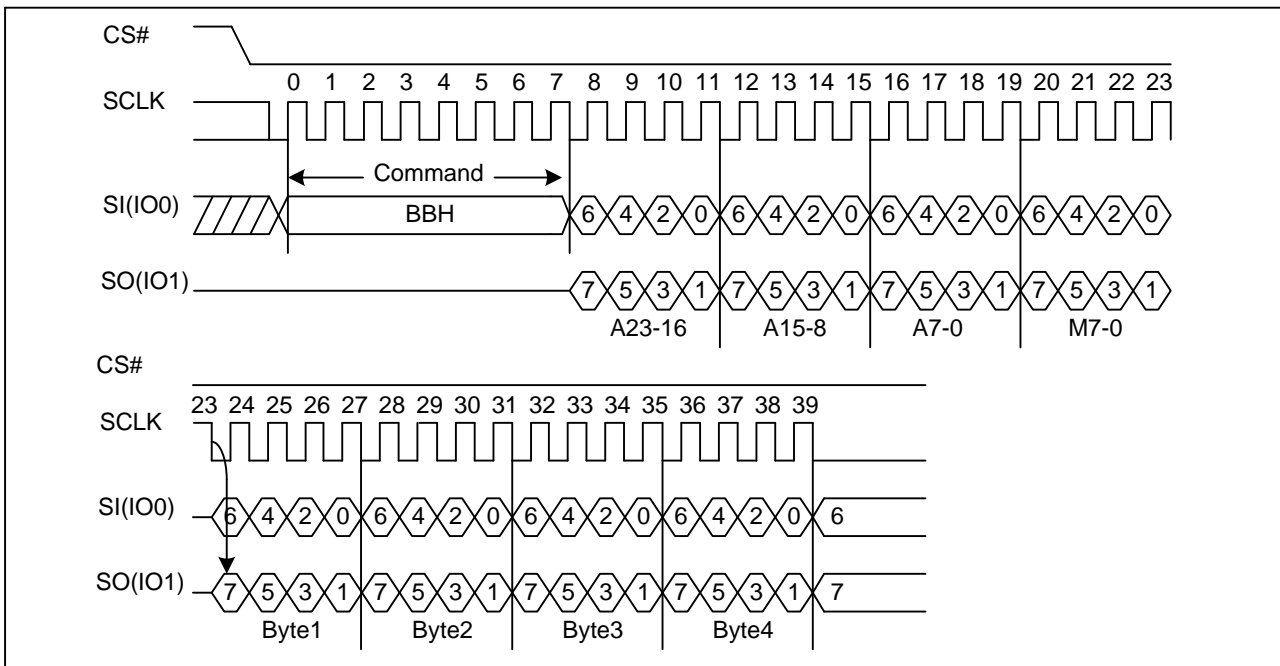 CS#
0 1 2 3 4 5 6 7 8 9 10 11 12 13 14 15 16 17 18 19 20 21 22 23
SCLK
Command
SI(IO0) BBH 6 4 2 0 6 4 2 0 6 4 2 0 6 4 2 0
SO(IO1) 7 5 3 1 7 5 3 1 7 5 3 1 7 5 3 1
A23-16 A15-8 A7-0 M7-0
CS#
23 24 25 26 27 28 29 30 31 32 33 34 35 36 37 38 39
SCLK
SI(IO0) 6 4 2 0 6 4 2 0 6 4 2 0 6 4 2 0 6
SO(IO1) 7 5 3 1 7 5 3 1 7 5 3 1 7 5 3 1 7
Byte1 Byte2 Byte3 Byte4